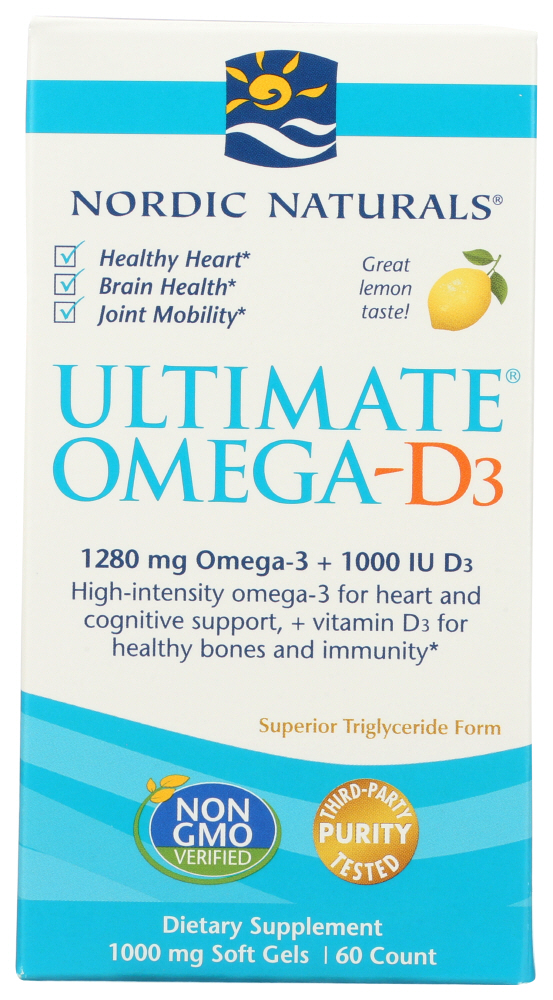 NORDIC NATURALS®
Healthy Heart*
Brain Health*
Joint Mobility*
Great
lemon
taste!
ULTIMATE®
OMEGA-D3
1280 mg Omega-3 + 1000 IU D3
High-intensity omega-3 for heart and
cognitive support, + vitamin D3 for
healthy bones and immunity*
Superior Triglyceride Form
NON
GMO
VERIFIED
THIRD-PARTY
PURITY
TESTED
Dietary Supplement
1000 mg Soft Gels | 60 Count